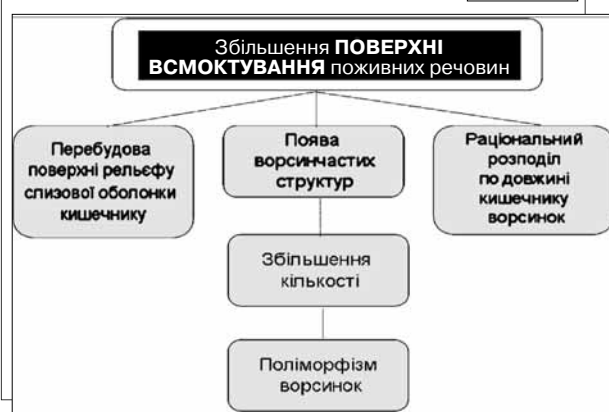 Збільшення ПОВЕРХНІ
ВСМОКТУВАННЯ поживних речовин
Перебудова
поверхні рельєфу
слизової оболонки
кишечнику
Поява
ворсинчастих
структур
Раціональний
розподіл
по довжині
кишечнику
ворсинок
Збільшення
кількості
Поліморфізм
ворсинок